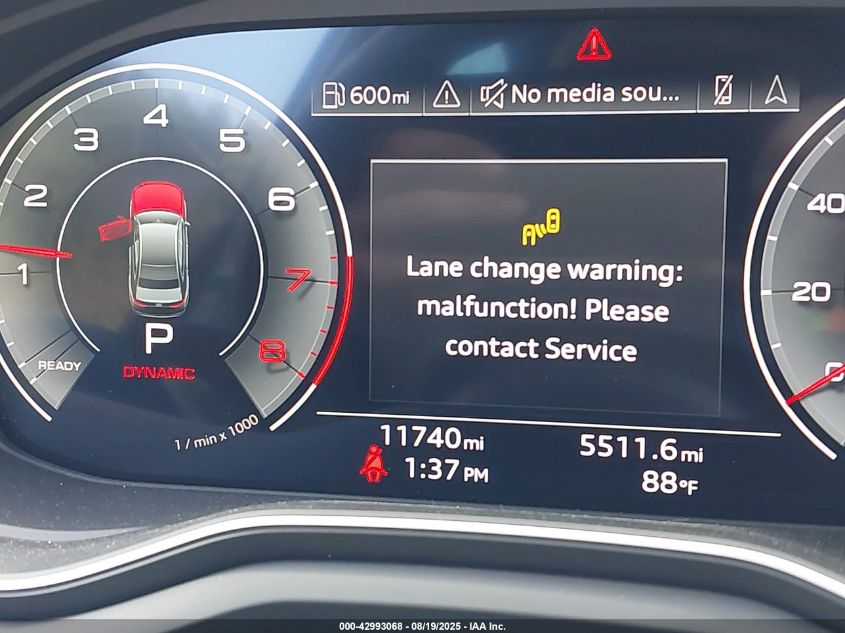 600mi
No media sou...
1
2
3
4
5
6
7
8
P
READY
DYNAMIC
1 / min x 1000
Lane change warning:
malfunction! Please
contact Service
40
20
0
11740mi
5511.6mi
1:37 PM
88°F
000-42993068 - 08/19/2025 - IAA Inc.